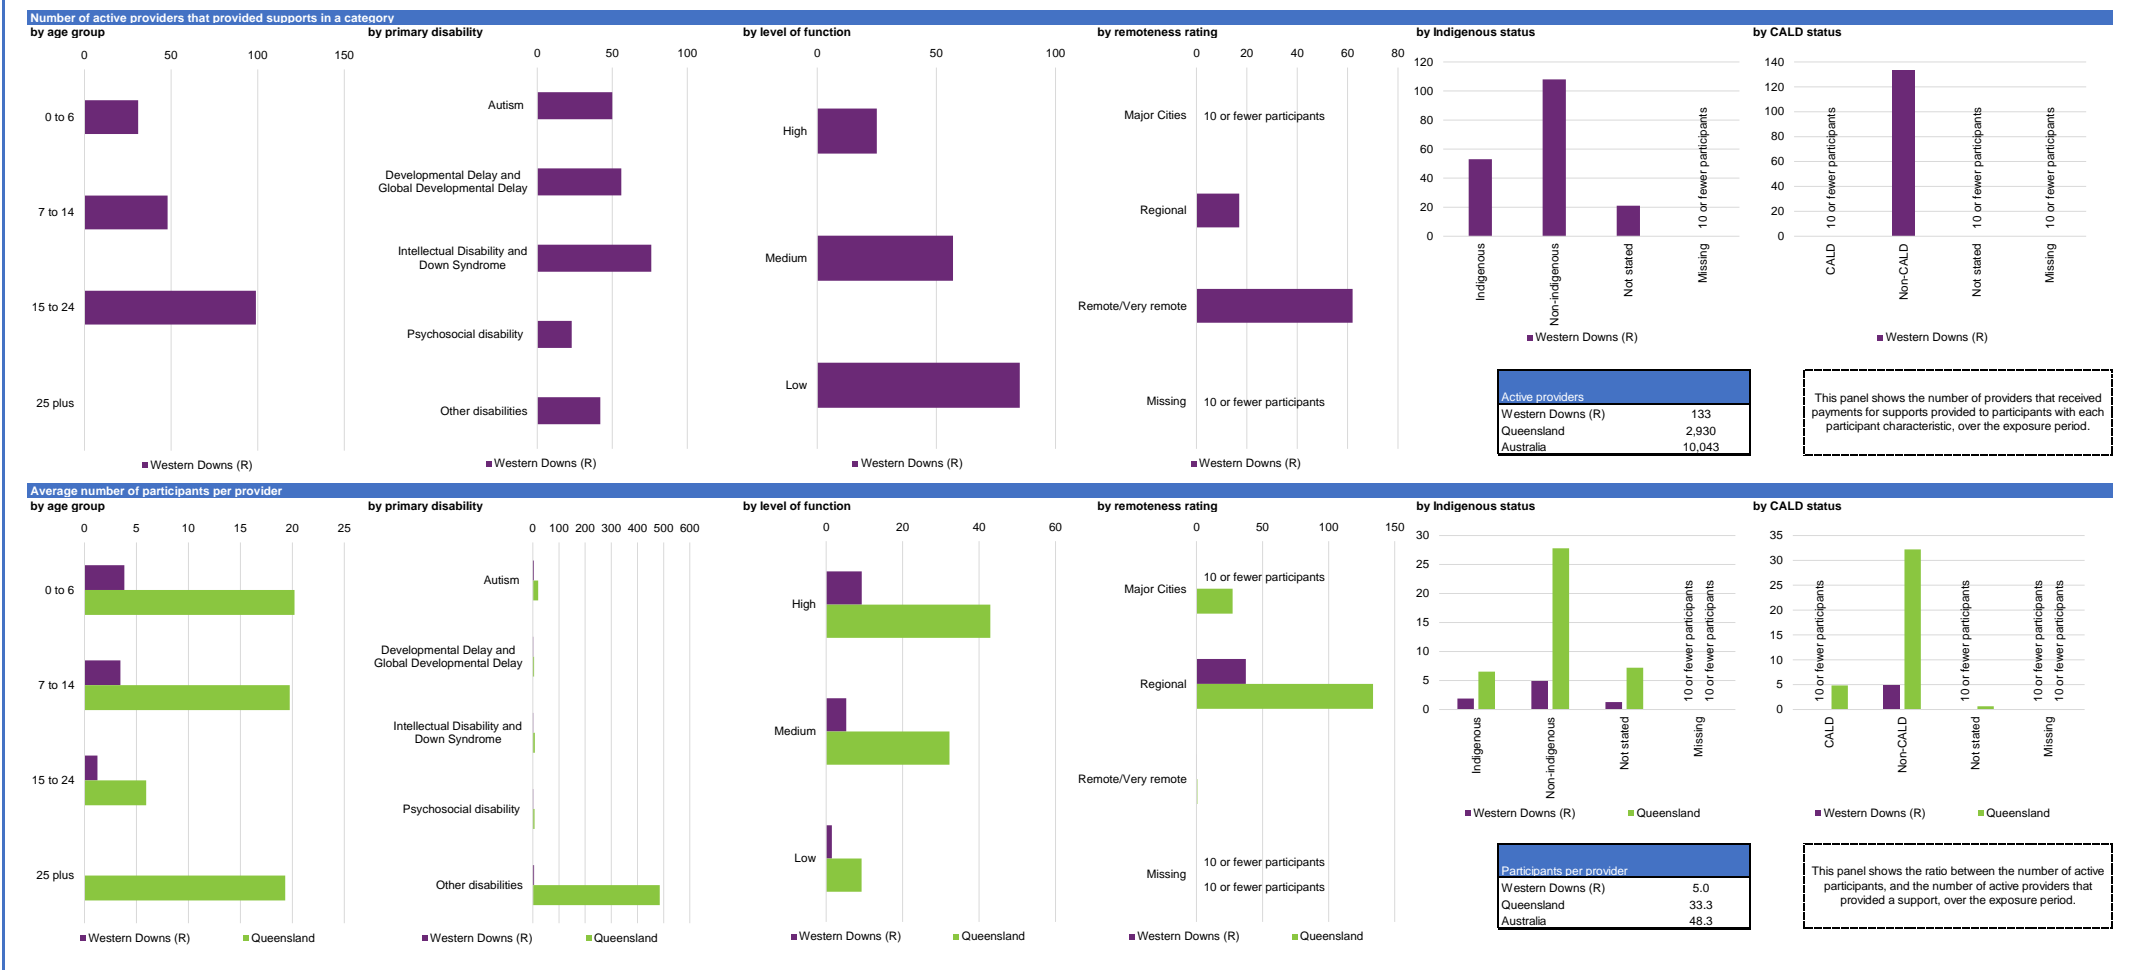 Number of active providers that provided supports in a category
by age group
0
50
100
150
0 to 6
7 to 14
15 to 24
25 plus
Western Downs (R)
by primary disability
0
50
100
Autism
Developmental Delay and
Global Developmental Delay
Intellectual Disability and
Down Syndrome
Psychosocial disability
Other disabilities
Western Downs (R)
by level of function
0
50
100
High
Medium
Low
Western Downs (R)
by remoteness rating
0
20
40
60
80
Major Cities
10 or fewer participants
Regional
Remote/Very remote
Missing
10 or fewer participants
Western Downs (R)
by Indigenous status
120
100
80
60
40
20
0
10 or fewer participants
Indigenous
Non-indigenous
Not stated
Missing
Western Downs (R)
by CALD status
140
120
100
80
60
40
20
0
10 or fewer participants
10 or fewer participants
10 or fewer participants
CALD
Non-CALD
Not stated
Missing
Western Downs (R)
Active providers
Western Downs (R) 133
Queensland 2,930
Australia 10,043
This panel shows the number of providers that received
payments for supports provided to participants with each
participant characteristic, over the exposure period.
Average number of participants per provider
by age group
0
5
10
15
20
25
0 to 6
7 to 14
15 to 24
25 plus
Western Downs (R)
Queensland
by primary disability
0
100
200
300
400
500
600
Autism
Developmental Delay and
Global Developmental Delay
Intellectual Disability and
Down Syndrome
Psychosocial disability
Other disabilities
Western Downs (R)
Queensland
by level of function
0
20
40
60
High
Medium
Low
Western Downs (R)
Queensland
by remoteness rating
0
50
100
150
Major Cities
10 or fewer participants
Regional
Remote/Very remote
Missing
10 or fewer participants
10 or fewer participants
Western Downs (R)
Queensland
by Indigenous status
30
25
20
15
10
5
0
10 or fewer participants
10 or fewer participants
Indigenous
Non-indigenous
Not stated
Missing
Western Downs (R)
Queensland
by CALD status
35
30
25
20
15
10
5
0
10 or fewer participants
10 or fewer participants
10 or fewer participants
10 or fewer participants
CALD
Non-CALD
Not stated
Missing
Western Downs (R)
Queensland
Participants per provider
Western Downs (R) 5.0
Queensland 33.3
Australia 48.3
This panel shows the ratio between the number of active
participants, and the number of active providers that
provided a support, over the exposure period.